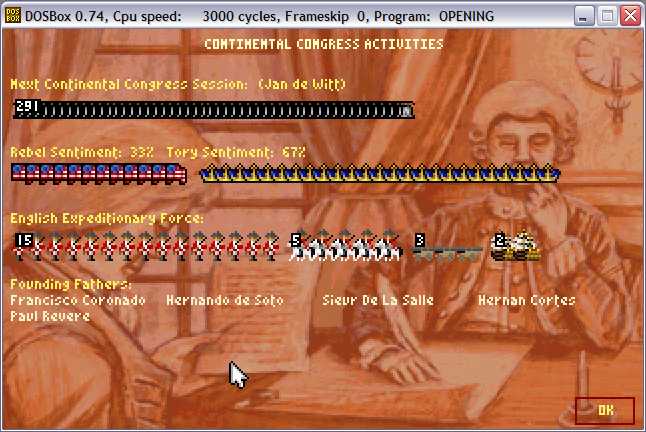 DOSBox 0.74, Cpu speed: 3000 cycles, Frameskip 0, Program: OPENING
CONTINENTAL CONGRESS ACTIVITIES
Next Continental Congress Session: (Jan de Witt)
291
Rebel Sentiment: 33% Tory Sentiment: 67%
English Expeditionary Force:
15 5 3 2
Founding Fathers:
Francisco Coronado Hernando de Soto Sieur De La Salle Hernan Cortes
Paul Revere
OK